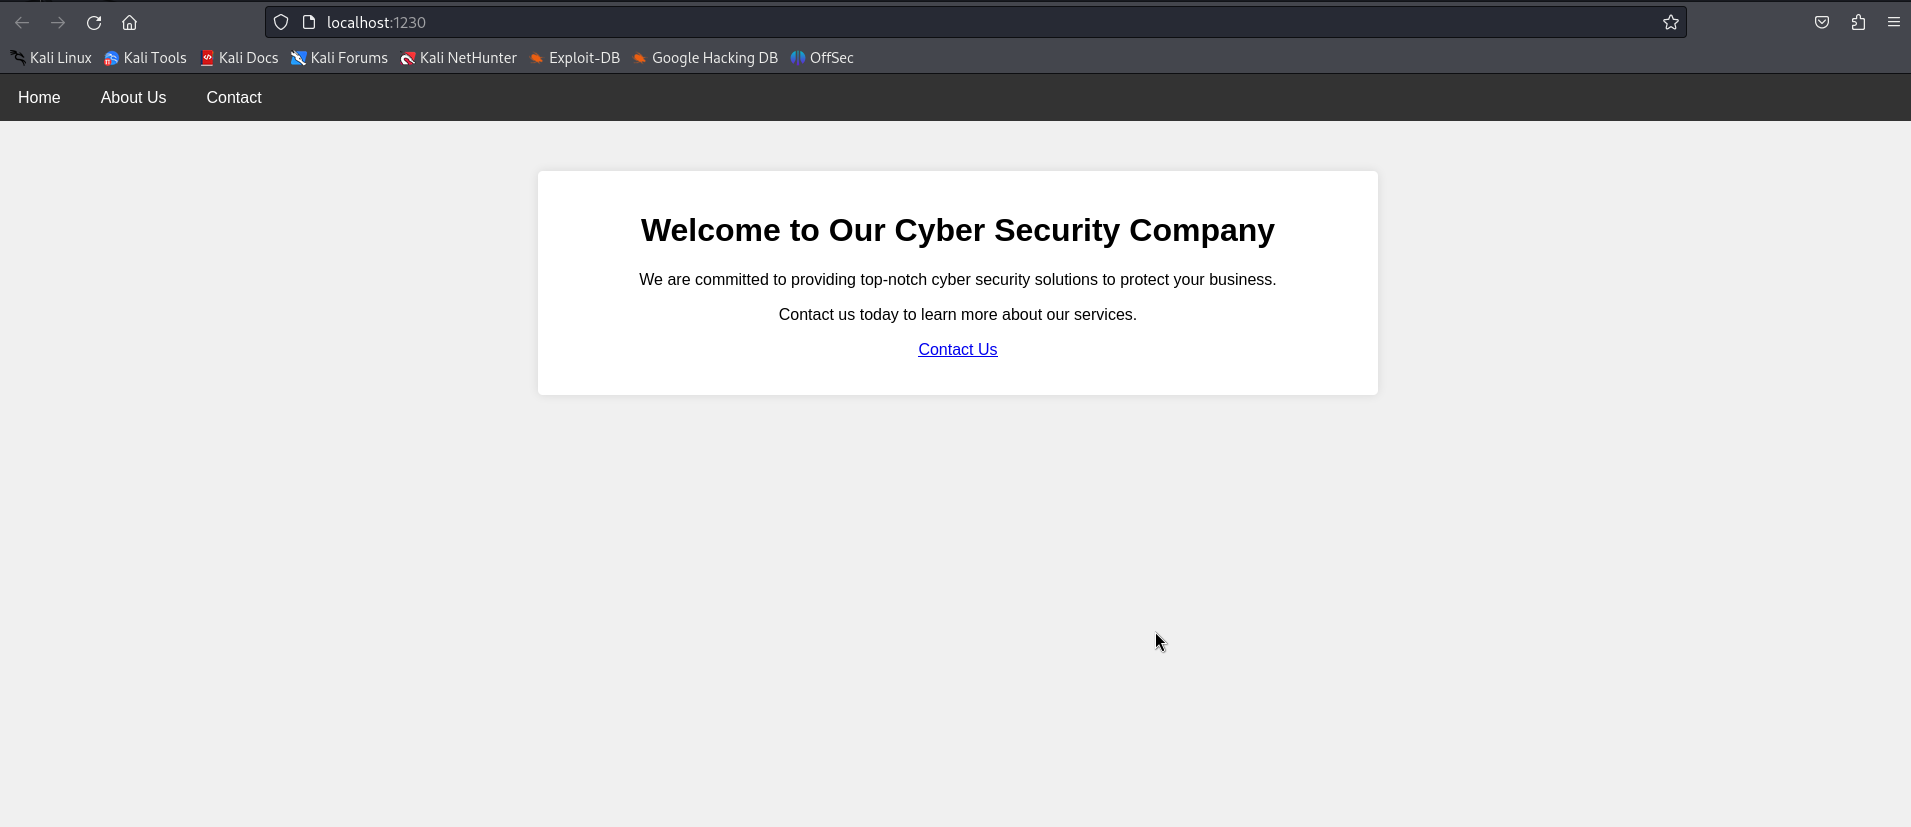 localhost:1230
Kali Linux Kali Tools Kali Docs Kali Forums Kali NetHunter Exploit-DB Google Hacking DB OffSec
Home About Us Contact
Welcome to Our Cyber Security Company
We are committed to providing top-notch cyber security solutions to protect your business.
Contact us today to learn more about our services.
Contact Us